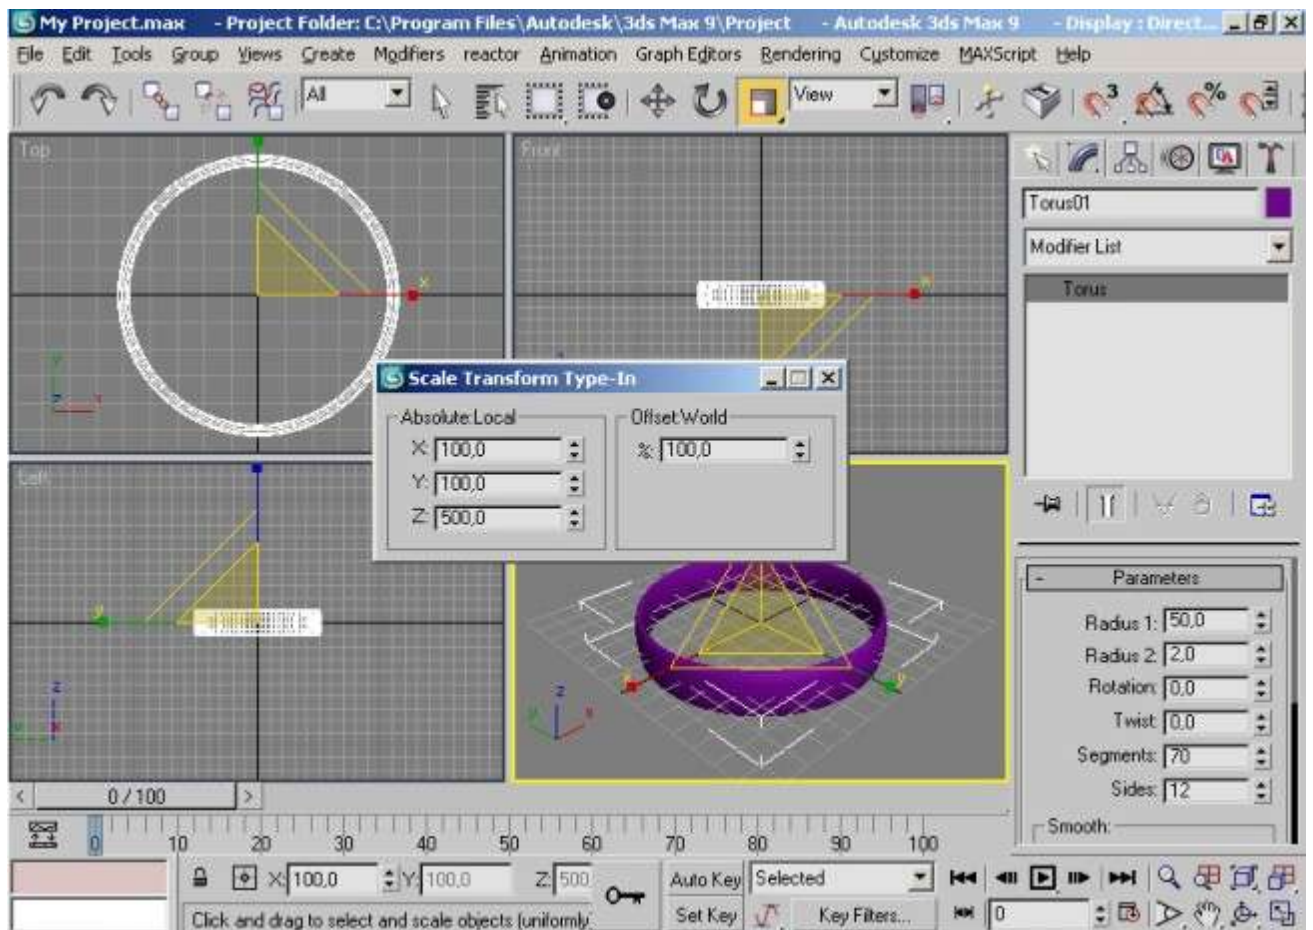 My Project.max - Project Folder: C:\Program Files\Autodesk\3ds Max 9\Project - Autodesk 3ds Max 9 - Display : Direct...
File Edit Tools Group Views Create Modifiers reactor Animation Graph Editors Rendering Customize MAXScript Help
All View 3 %
Top
Front
Torus01
Modifier List
Torus
x
x
Scale Transform Type-In
Absolute:Local
Offset:World
X: 100,0
%: 100,0
Y: 100,0
Z: 500,0
Left
Parameters
Radius 1: 50,0
Radius 2: 2,0
Rotation: 0,0
Twist: 0,0
Segments: 70
Sides: 12
Smooth:
y
z
z
y
x
y
< 0 / 100 >
0 10 20 30 40 50 60 70 80 90 100
X: 100,0 Y: 100,0 Z: 500, Auto Key Selected
Click and drag to select and scale objects (uniformly Set Key Key Filters... 0